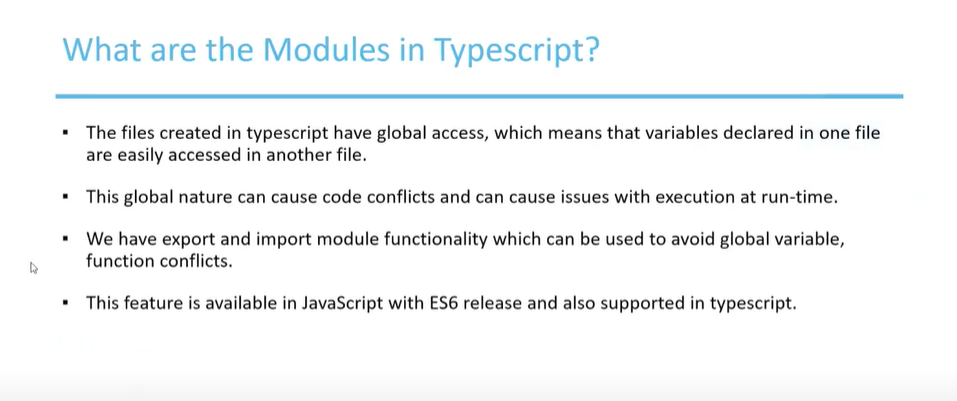 What are the Modules in Typescript?
▪ The files created in typescript have global access, which means that variables declared in one file
are easily accessed in another file.
▪ This global nature can cause code conflicts and can cause issues with execution at run-time.
▪ We have export and import module functionality which can be used to avoid global variable,
function conflicts.
▪ This feature is available in JavaScript with ES6 release and also supported in typescript.